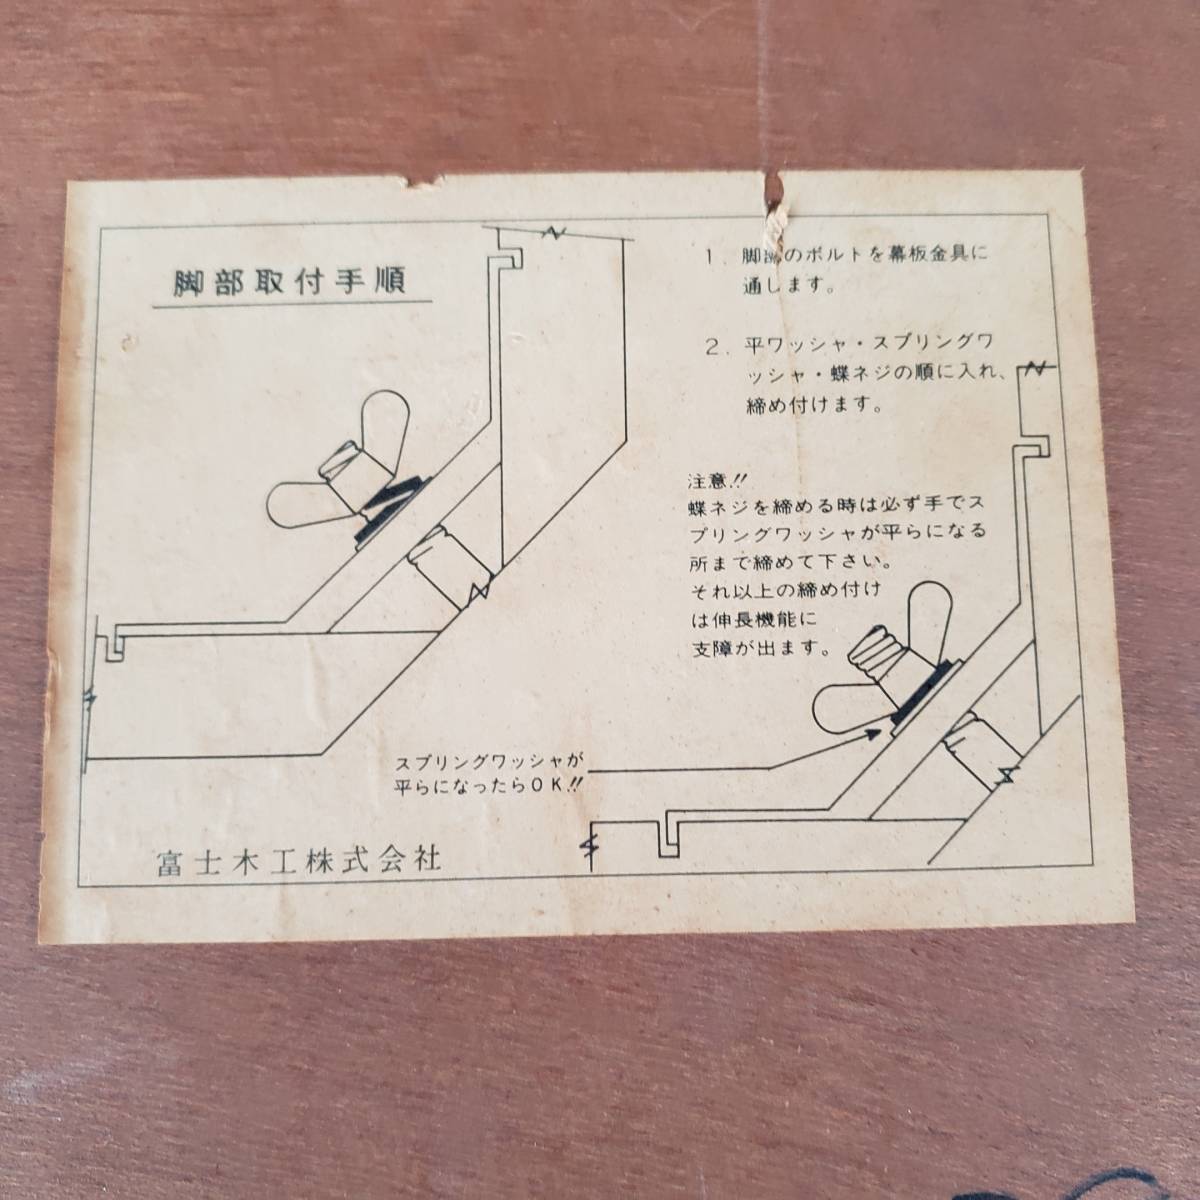 脚部取付手順
1. 脚部のボルトを幕板金具に
通します。
2. 平ワッシャ・スプリングワ
ッシャ・蝶ネジの順に入れ、
締め付けます。
注意!!
蝶ネジを締める時は必ず手でス
プリングワッシャが平らになる
所まで締めて下さい。
それ以上の締め付け
は伸長機能に
支障が出ます。
スプリングワッシャが
平らになったらOK!!
富士木工株式会社